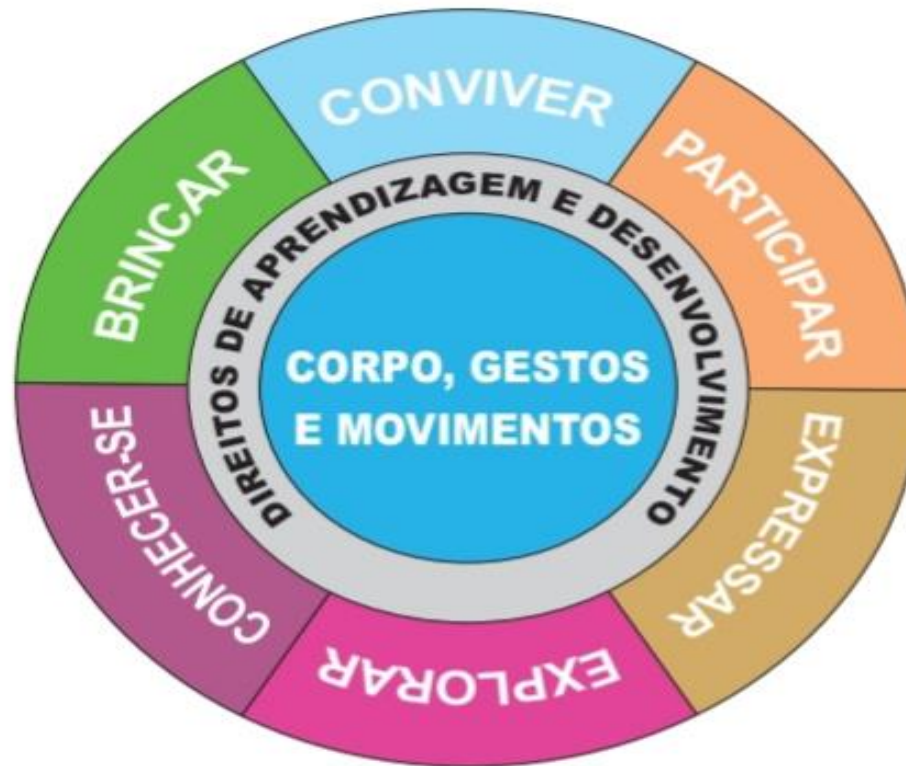 CONVIVER
PARTICIPAR
EXPRESSAR
EXPLORAR
CONHECER-SE
BRINCAR
DIREITOS DE APRENDIZAGEM E DESENVOLVIMENTO
CORPO, GESTOS
E MOVIMENTOS